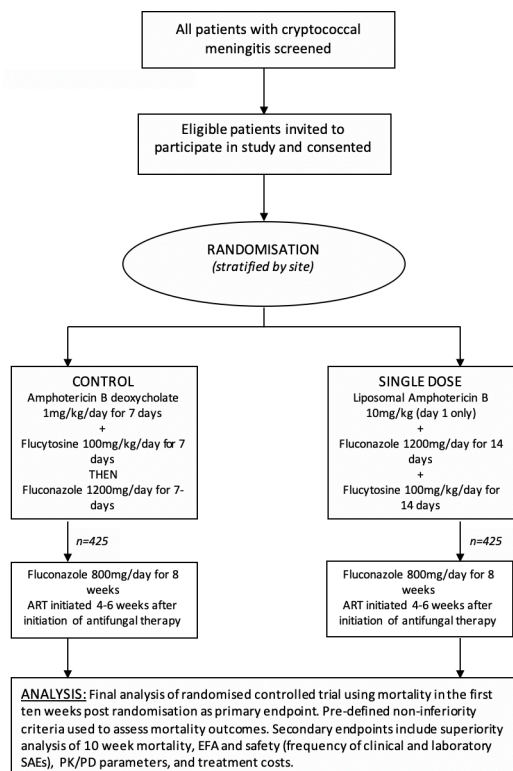 All patients with cryptococcal
meningitis screened
Eligible patients invited to
participate in study and consented
RANDOMISATION
(stratified by site)
CONTROL
Amphotericin B deoxycholate
1mg/kg/day for 7 days
+
Flucytosine 100mg/kg/day for 7
days
THEN
Fluconazole 1200mg/day for 7-
days
n=425
Fluconazole 800mg/day for 8
weeks
ART initiated 4-6 weeks after
initiation of antifungal therapy
SINGLE DOSE
Liposomal Amphotericin B
10mg/kg (day 1 only)
+
Fluconazole 1200mg/day for 14
days
+
Flucytosine 100mg/kg/day for
14 days
n=425
Fluconazole 800mg/day for 8
weeks
ART initiated 4-6 weeks after
initiation of antifungal therapy
ANALYSIS: Final analysis of randomised controlled trial using mortality in the first
ten weeks post randomisation as primary endpoint. Pre-defined non-inferiority
criteria used to assess mortality outcomes. Secondary endpoints include superiority
analysis of 10 week mortality, EFA and safety (frequency of clinical and laboratory
SAEs), PK/PD parameters, and treatment costs.